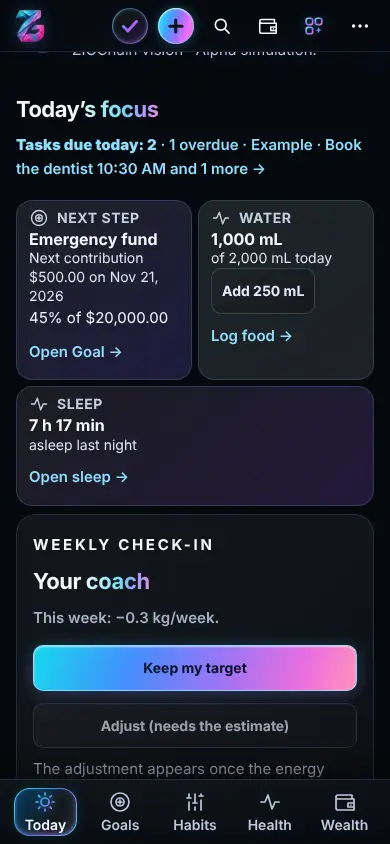 Today's focus
Tasks due today: 2 · 1 overdue · Example · Book
the dentist 10:30 AM and 1 more →
NEXT STEP
Emergency fund
Next contribution
$500.00 on Nov 21,
2026
45% of $20,000.00
Open Goal →
WATER
1,000 mL
of 2,000 mL today
Add 250 mL
Log food →
SLEEP
7 h 17 min
asleep last night
Open sleep →
WEEKLY CHECK-IN
Your coach
This week: −0.3 kg/week.
Keep my target
Adjust (needs the estimate)
The adjustment appears once the energy
Today
Goals
Habits
Health
Wealth